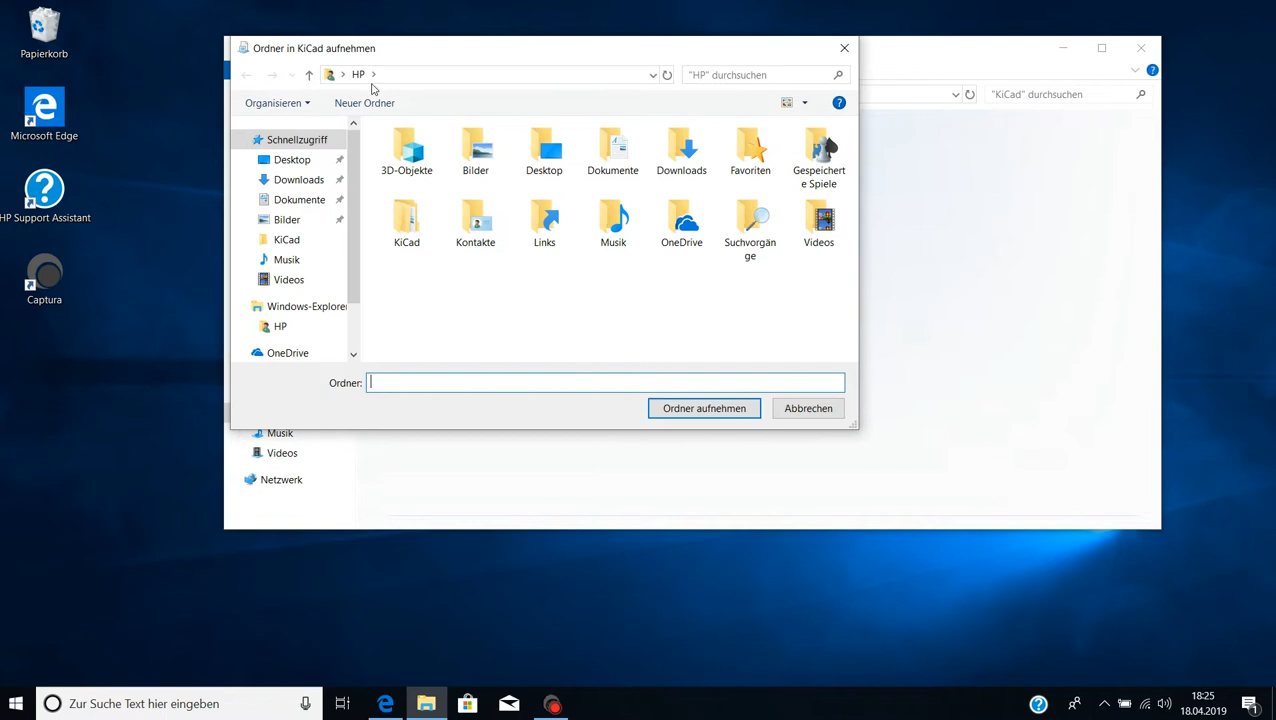 Papierkorb
Microsoft Edge
HP Support Assistant
Captura
Ordner in KiCad aufnehmen
HP
"HP" durchsuchen
Organisieren
Neuer Ordner
Schnellzugriff
Desktop
Downloads
Dokumente
Bilder
KiCad
Musik
Videos
Windows-Explorer
HP
OneDrive
3D-Objekte
Bilder
Desktop
Dokumente
Downloads
Favoriten
Gespeicherte Spiele
KiCad
Kontakte
Links
Musik
OneDrive
Suchvorgänge
Videos
Ordner:
Ordner aufnehmen
Abbrechen
"KiCad" durchsuchen
Musik
Videos
Netzwerk
Zur Suche Text hier eingeben
18:25
18.04.2019
1